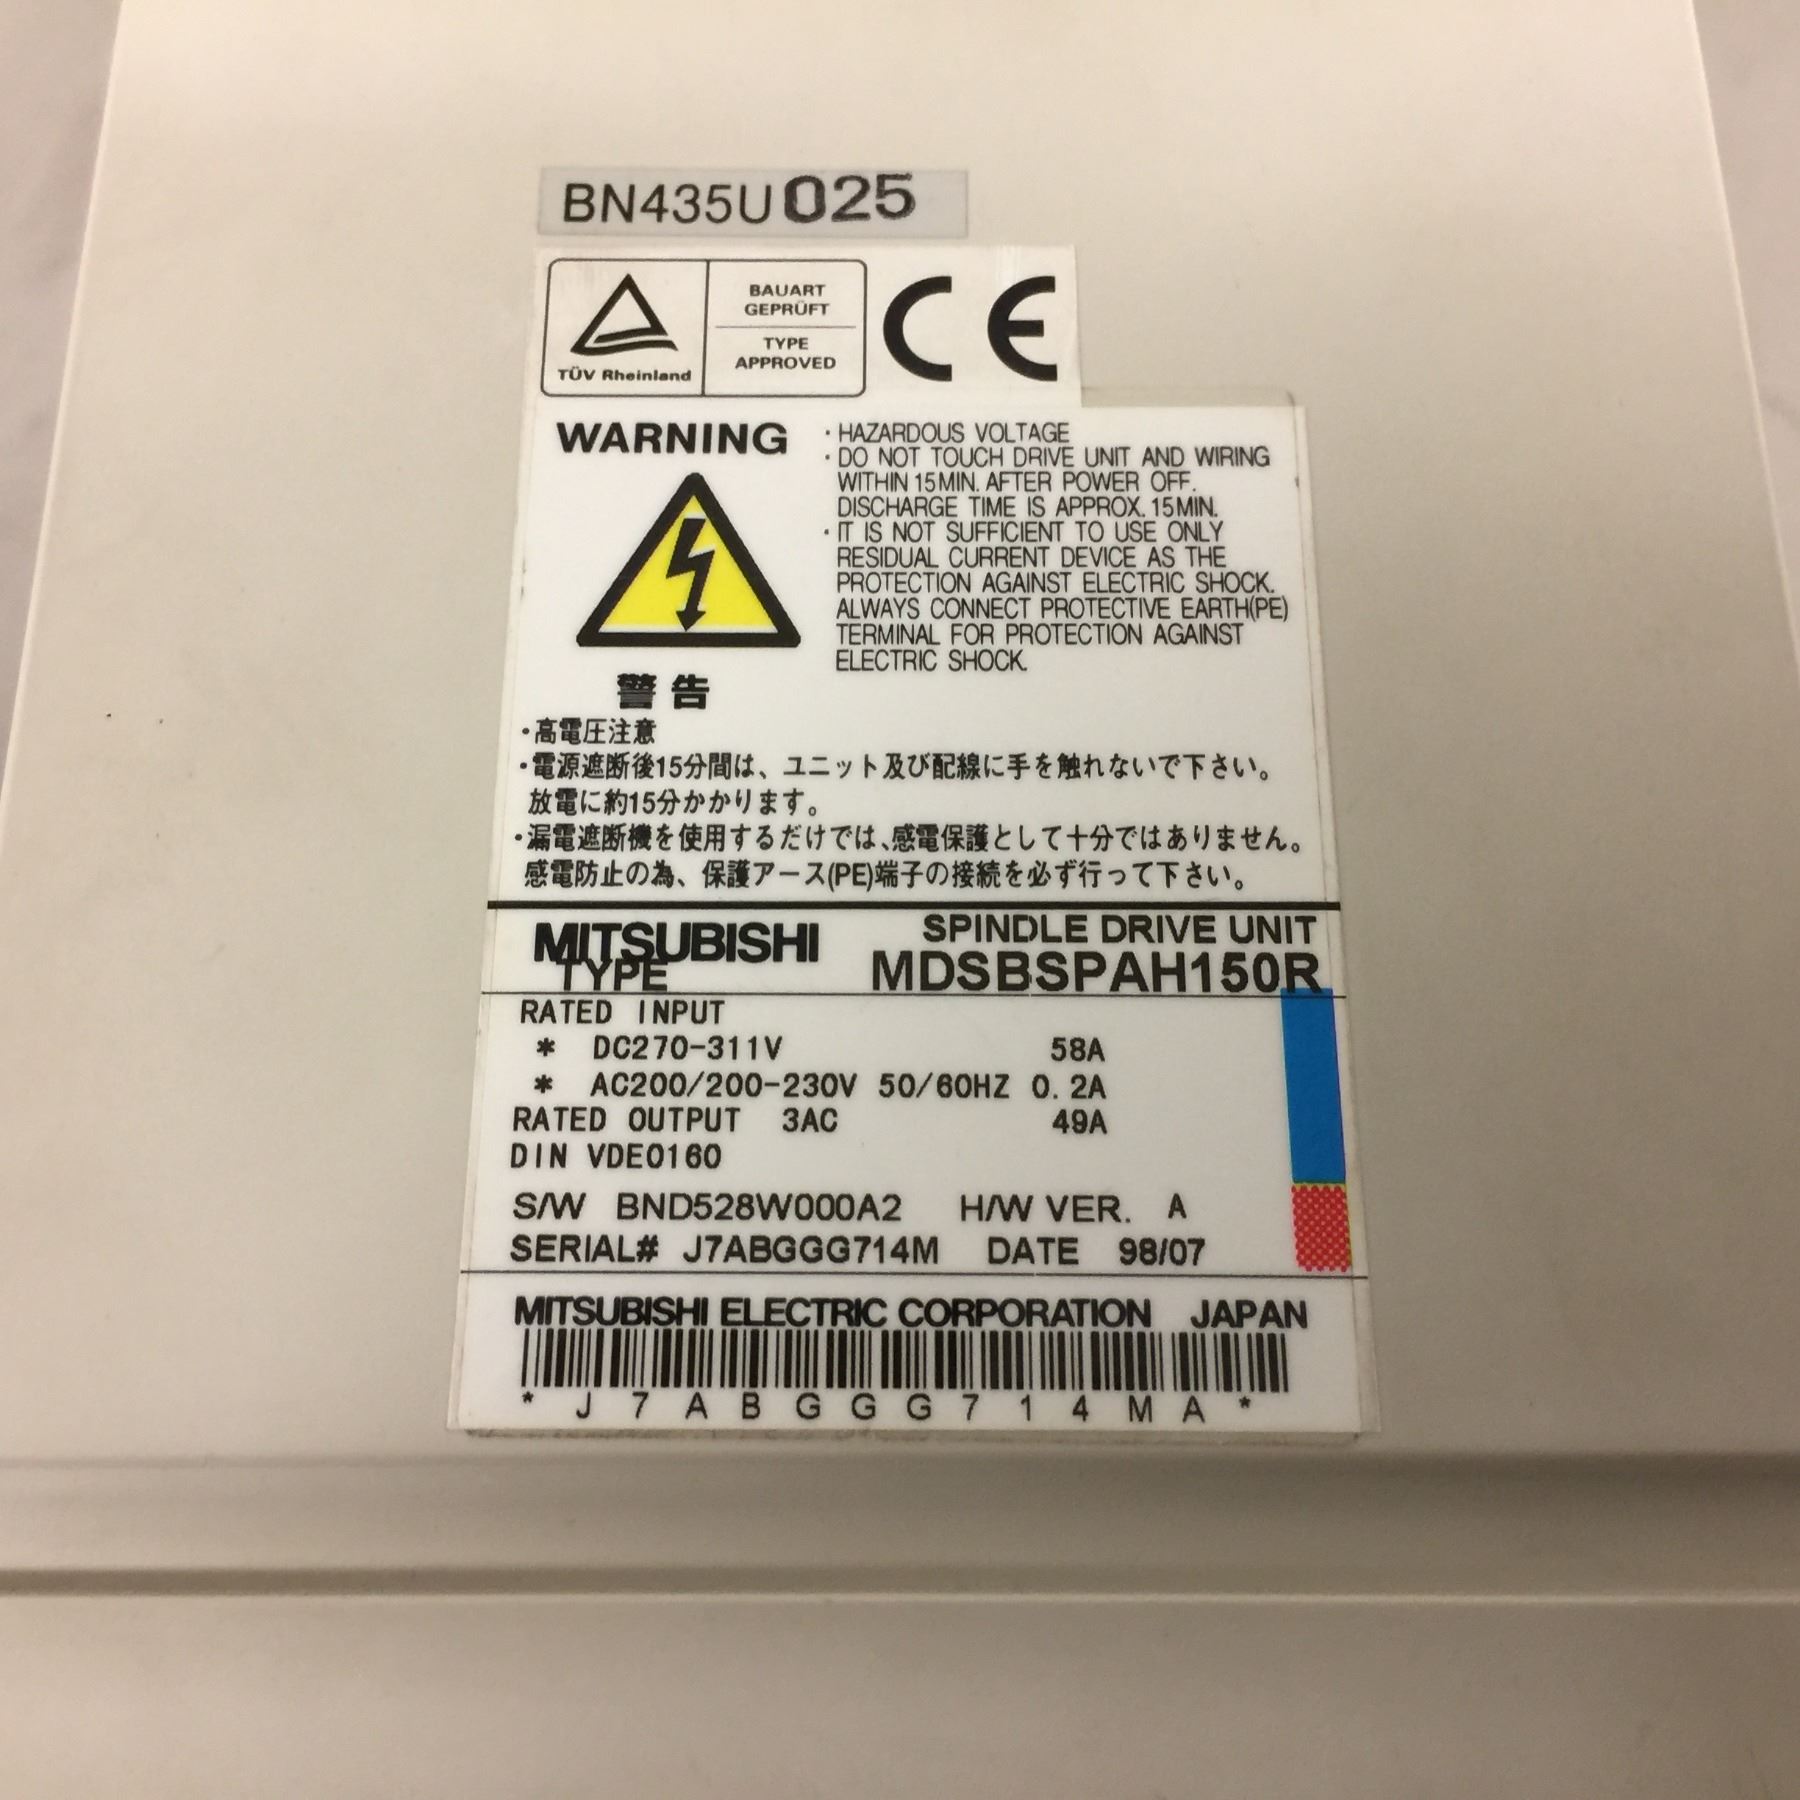 BN435U 025
TÜV Rheinland
BAUART
GEPRÜFT
TYPE
APPROVED
CE
WARNING
・HAZARDOUS VOLTAGE
・DO NOT TOUCH DRIVE UNIT AND WIRING
WITHIN 15MIN. AFTER POWER OFF.
DISCHARGE TIME IS APPROX. 15MIN.
・IT IS NOT SUFFICIENT TO USE ONLY
RESIDUAL CURRENT DEVICE AS THE
PROTECTION AGAINST ELECTRIC SHOCK.
ALWAYS CONNECT PROTECTIVE EARTH(PE)
TERMINAL FOR PROTECTION AGAINST
ELECTRIC SHOCK.
警告
・高電圧注意
・電源遮断後15分間は、ユニット及び配線に手を触れないで下さい。
放電に約15分かかります。
・漏電遮断機を使用するだけでは、感電保護として十分ではありません。
感電防止の為、保護アース(PE)端子の接続を必ず行って下さい。
MITSUBISHI SPINDLE DRIVE UNIT
TYPE MDSBSPAH150R
RATED INPUT
* DC270-311V 58A
* AC200/200-230V 50/60HZ 0.2A
RATED OUTPUT 3AC 49A
DIN VDE0160
S/W BND528W000A2 H/W VER. A
SERIAL# J7ABGGG714M DATE 98/07
MITSUBISHI ELECTRIC CORPORATION JAPAN
*J7ABGGG714MA*